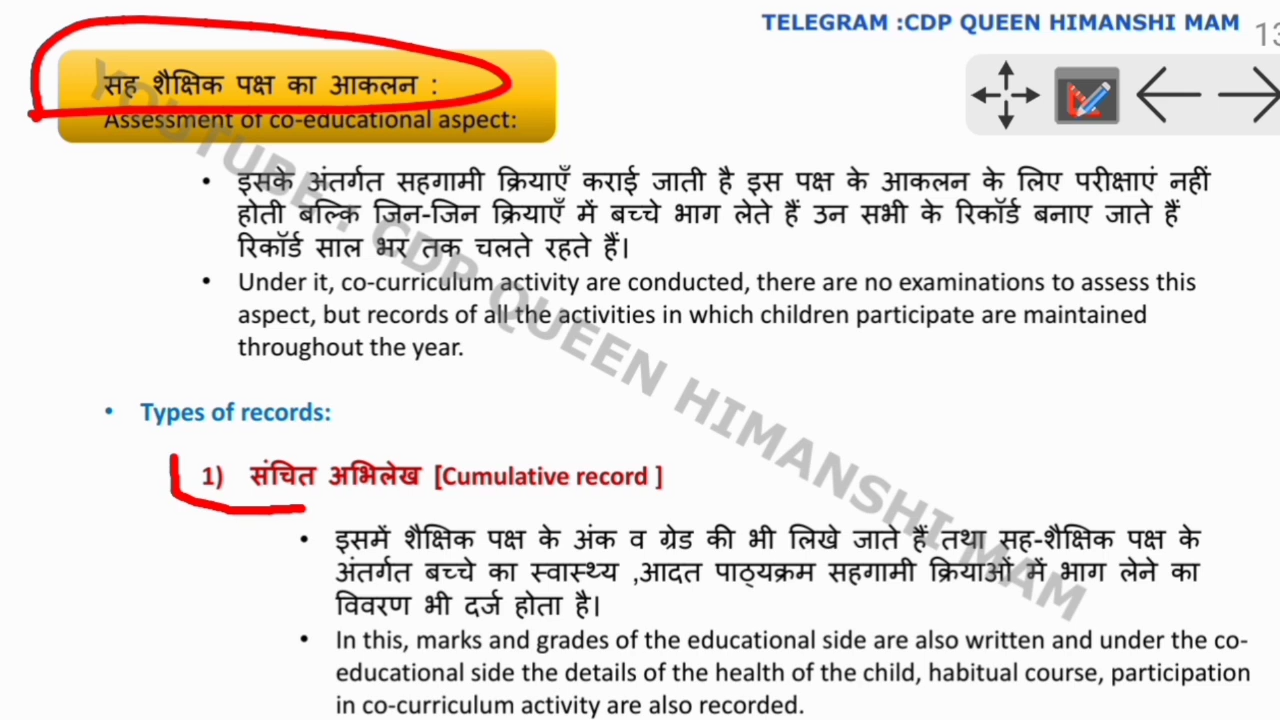 TELEGRAM :CDP QUEEN HIMANSHI MAM
13
सह शैक्षिक पक्ष का आकलन :
Assessment of co-educational aspect:
• इसके अंतर्गत सहगामी क्रियाएँ कराई जाती है इस पक्ष के आकलन के लिए परीक्षाएं नहीं
होती बल्कि जिन-जिन क्रियाएँ में बच्चे भाग लेते हैं उन सभी के रिकॉर्ड बनाए जाते हैं
रिकॉर्ड साल भर तक चलते रहते हैं।
• Under it, co-curriculum activity are conducted, there are no examinations to assess this
aspect, but records of all the activities in which children participate are maintained
throughout the year.
• Types of records:
1) संचित अभिलेख [Cumulative record ]
• इसमें शैक्षिक पक्ष के अंक व ग्रेड की भी लिखे जाते हैं तथा सह-शैक्षिक पक्ष के
अंतर्गत बच्चे का स्वास्थ्य ,आदत पाठ्यक्रम सहगामी क्रियाओं में भाग लेने का
विवरण भी दर्ज होता है।
• In this, marks and grades of the educational side are also written and under the co-
educational side the details of the health of the child, habitual course, participation
in co-curriculum activity are also recorded.
YOUTUBE: CDP QUEEN HIMANSHI MAM